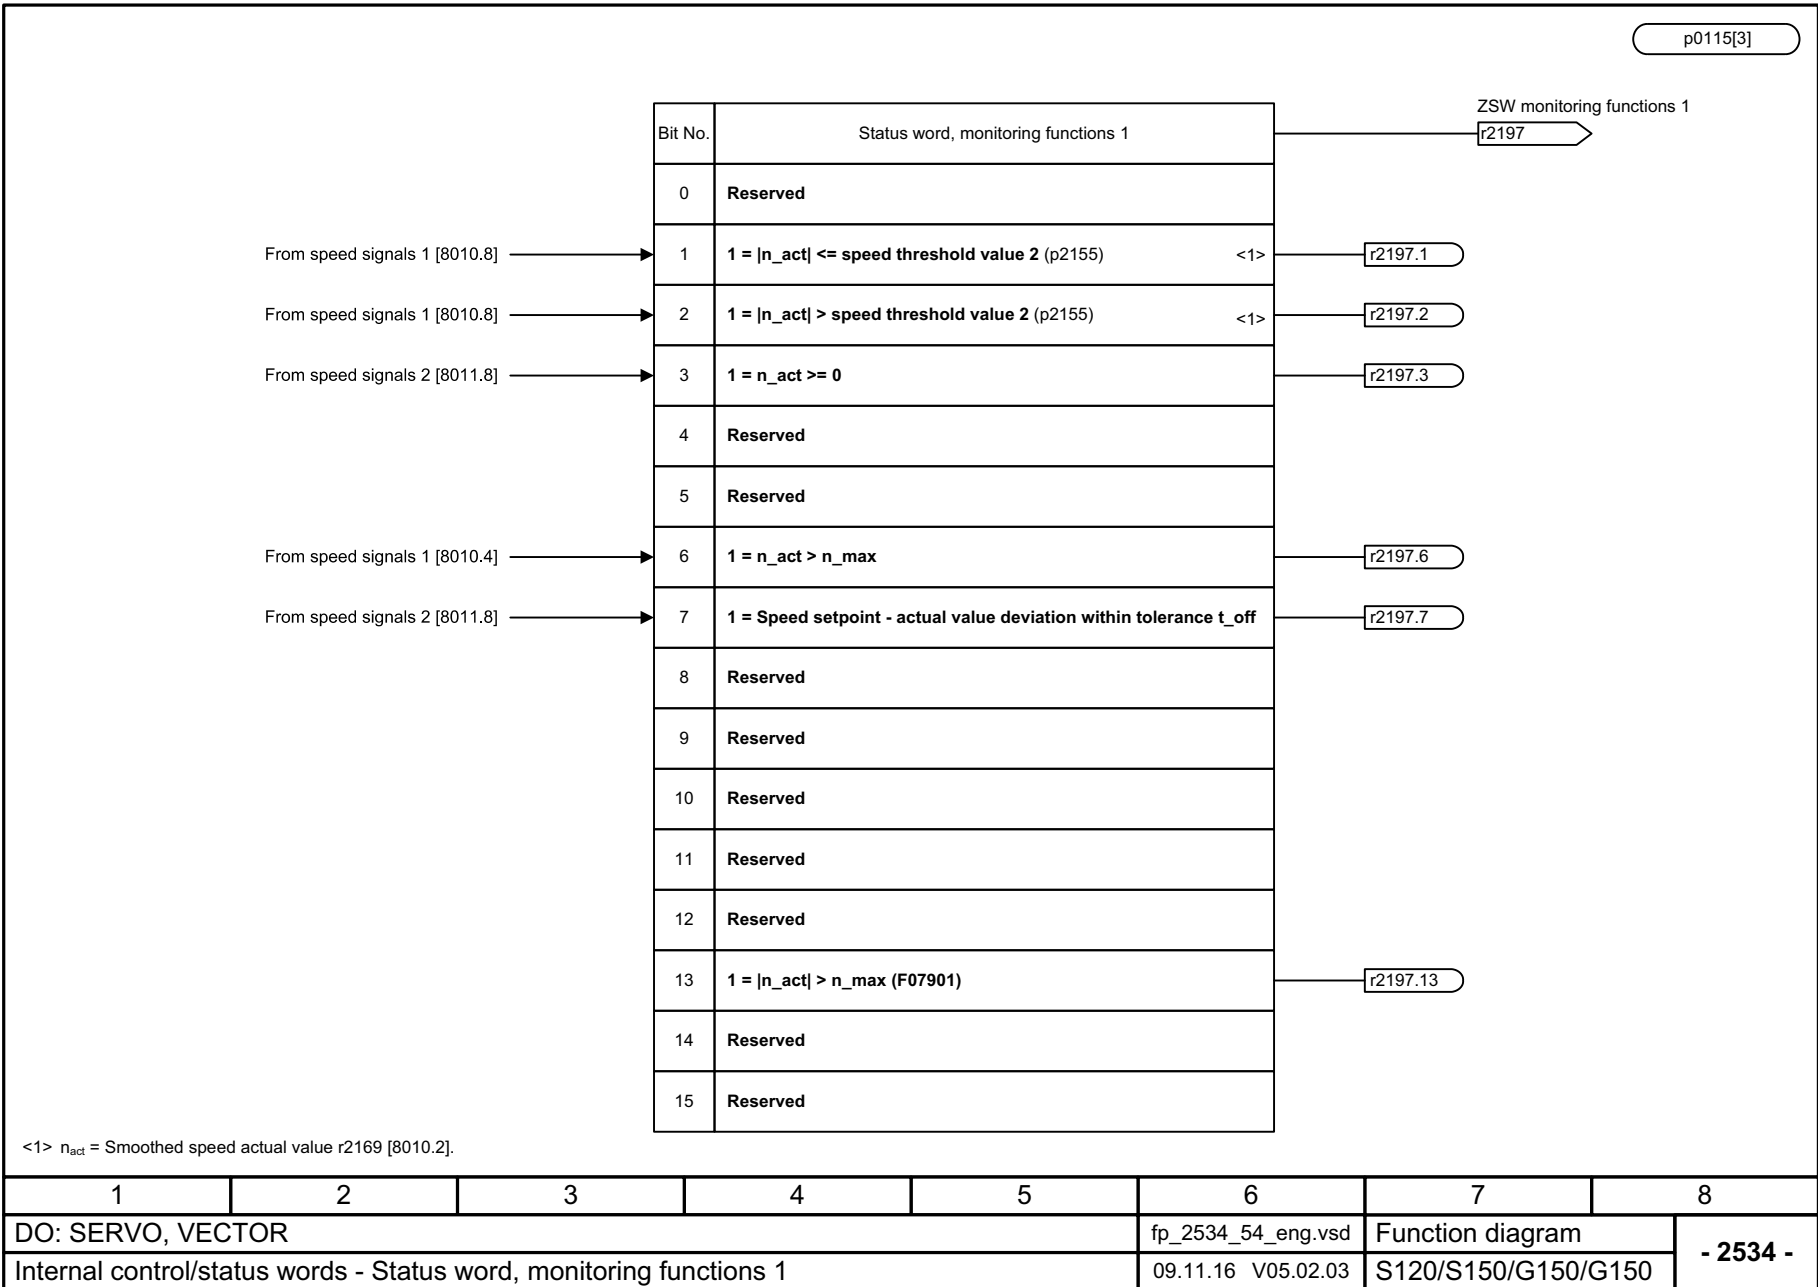 p0115[3]
ZSW monitoring functions 1
Bit No. Status word, monitoring functions 1 r2197
0 Reserved
From speed signals 1 [8010.8] 1 1 = |n_act| <= speed threshold value 2 (p2155) <1> r2197.1
From speed signals 1 [8010.8] 2 1 = |n_act| > speed threshold value 2 (p2155) <1> r2197.2
From speed signals 2 [8011.8] 3 1 = n_act >= 0 r2197.3
4 Reserved
5 Reserved
From speed signals 1 [8010.4] 6 1 = n_act > n_max r2197.6
From speed signals 2 [8011.8] 7 1 = Speed setpoint - actual value deviation within tolerance t_off r2197.7
8 Reserved
9 Reserved
10 Reserved
11 Reserved
12 Reserved
13 1 = |n_act| > n_max (F07901) r2197.13
14 Reserved
15 Reserved
<1> nact = Smoothed speed actual value r2169 [8010.2].
1 2 3 4 5 6 7 8
DO: SERVO, VECTOR fp_2534_54_eng.vsd Function diagram - 2534 -
Internal control/status words - Status word, monitoring functions 1 09.11.16 V05.02.03 S120/S150/G150/G150